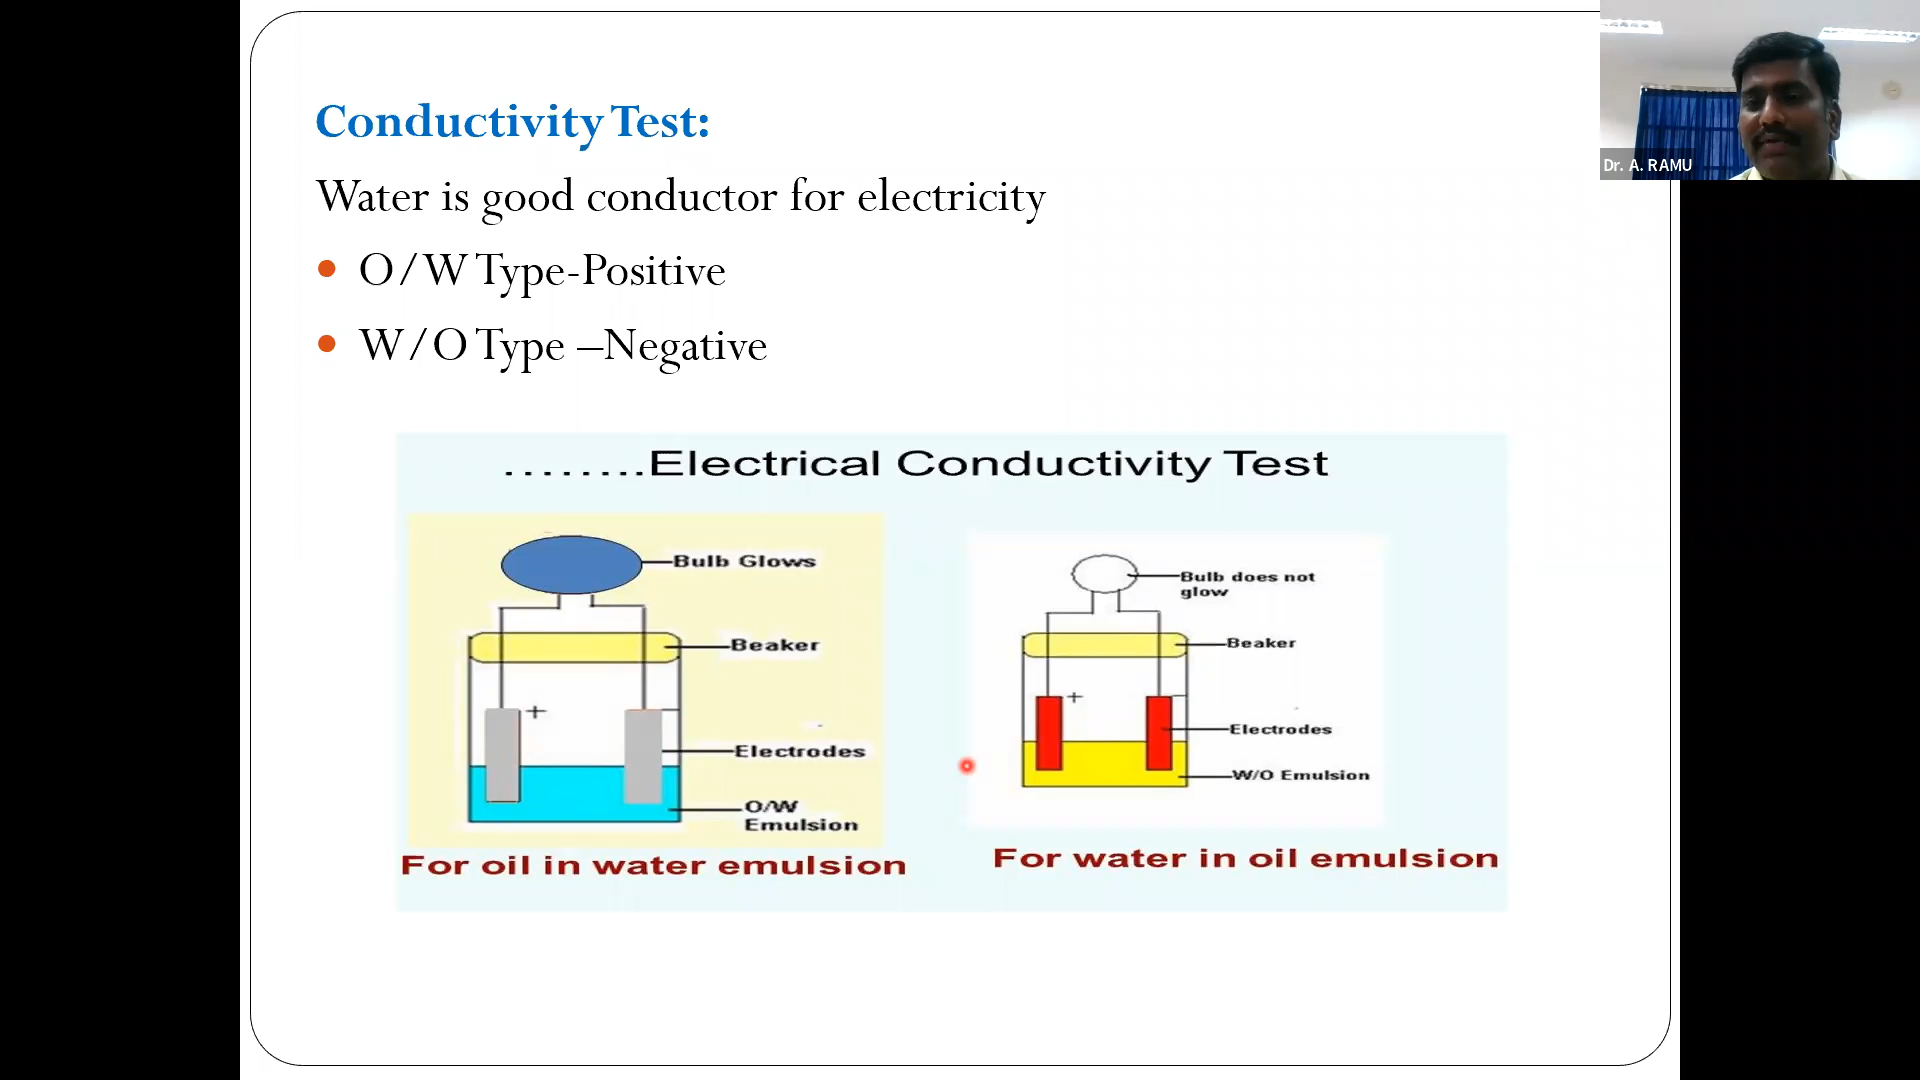 Conductivity Test:
Water is good conductor for electricity
• O/W Type-Positive
• W/O Type –Negative
........Electrical Conductivity Test
Bulb Glows
Beaker
+
Electrodes
O/W
Emulsion
For oil in water emulsion
Bulb does not
glow
Beaker
+
Electrodes
W/O Emulsion
For water in oil emulsion
Dr. A. RAMU